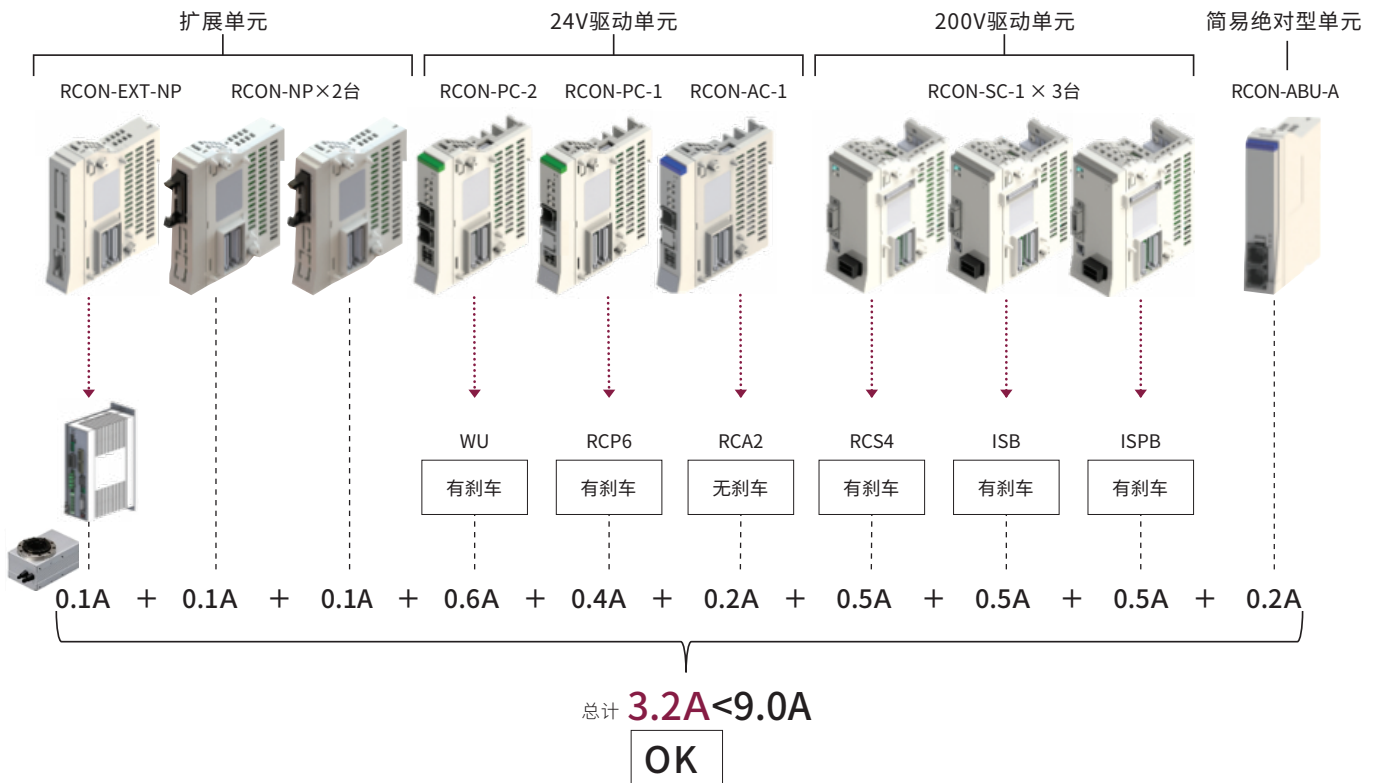 扩展单元 24V驱动单元 200V驱动单元 简易绝对型单元
RCON-EXT-NP RCON-NP×2台 RCON-PC-2 RCON-PC-1 RCON-AC-1 RCON-SC-1 × 3台 RCON-ABU-A
WU RCP6 RCA2 RCS4 ISB ISPB
有刹车 有刹车 无刹车 有刹车 有刹车 有刹车
0.1A + 0.1A + 0.1A + 0.6A + 0.4A + 0.2A + 0.5A + 0.5A + 0.5A + 0.2A
总计 3.2A<9.0A
OK